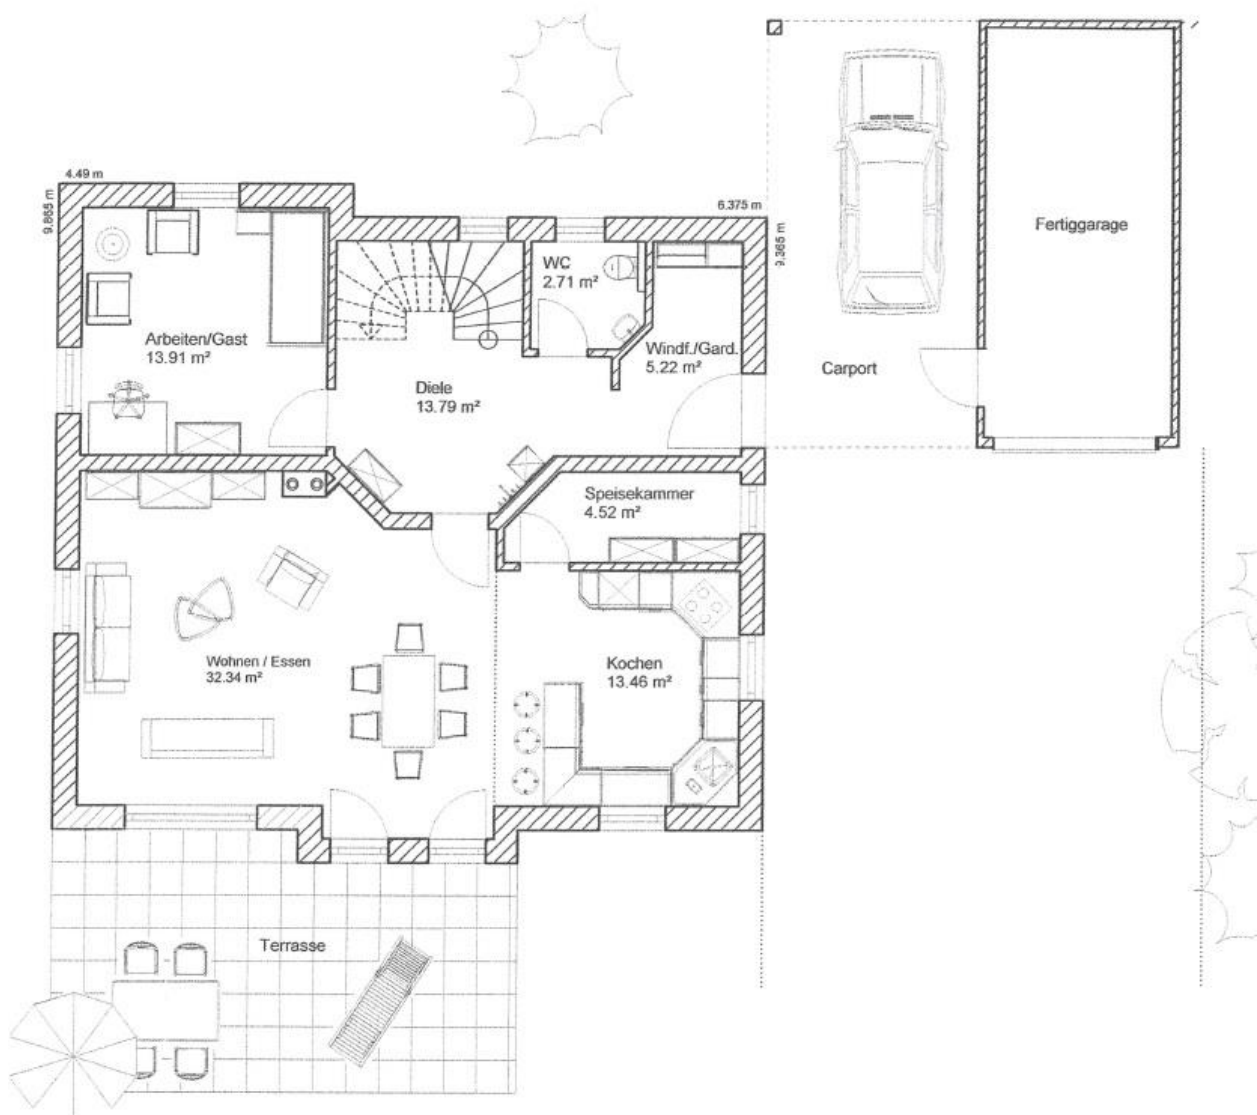 4.49 m
9.865 m
6.375 m
9.365 m
Fertiggarage
WC
2.71 m²
Arbeiten/Gast
13.91 m²
Windf./Gard.
5.22 m²
Carport
Diele
13.79 m²
Speisekammer
4.52 m²
Wohnen / Essen
32.34 m²
Kochen
13.46 m²
Terrasse